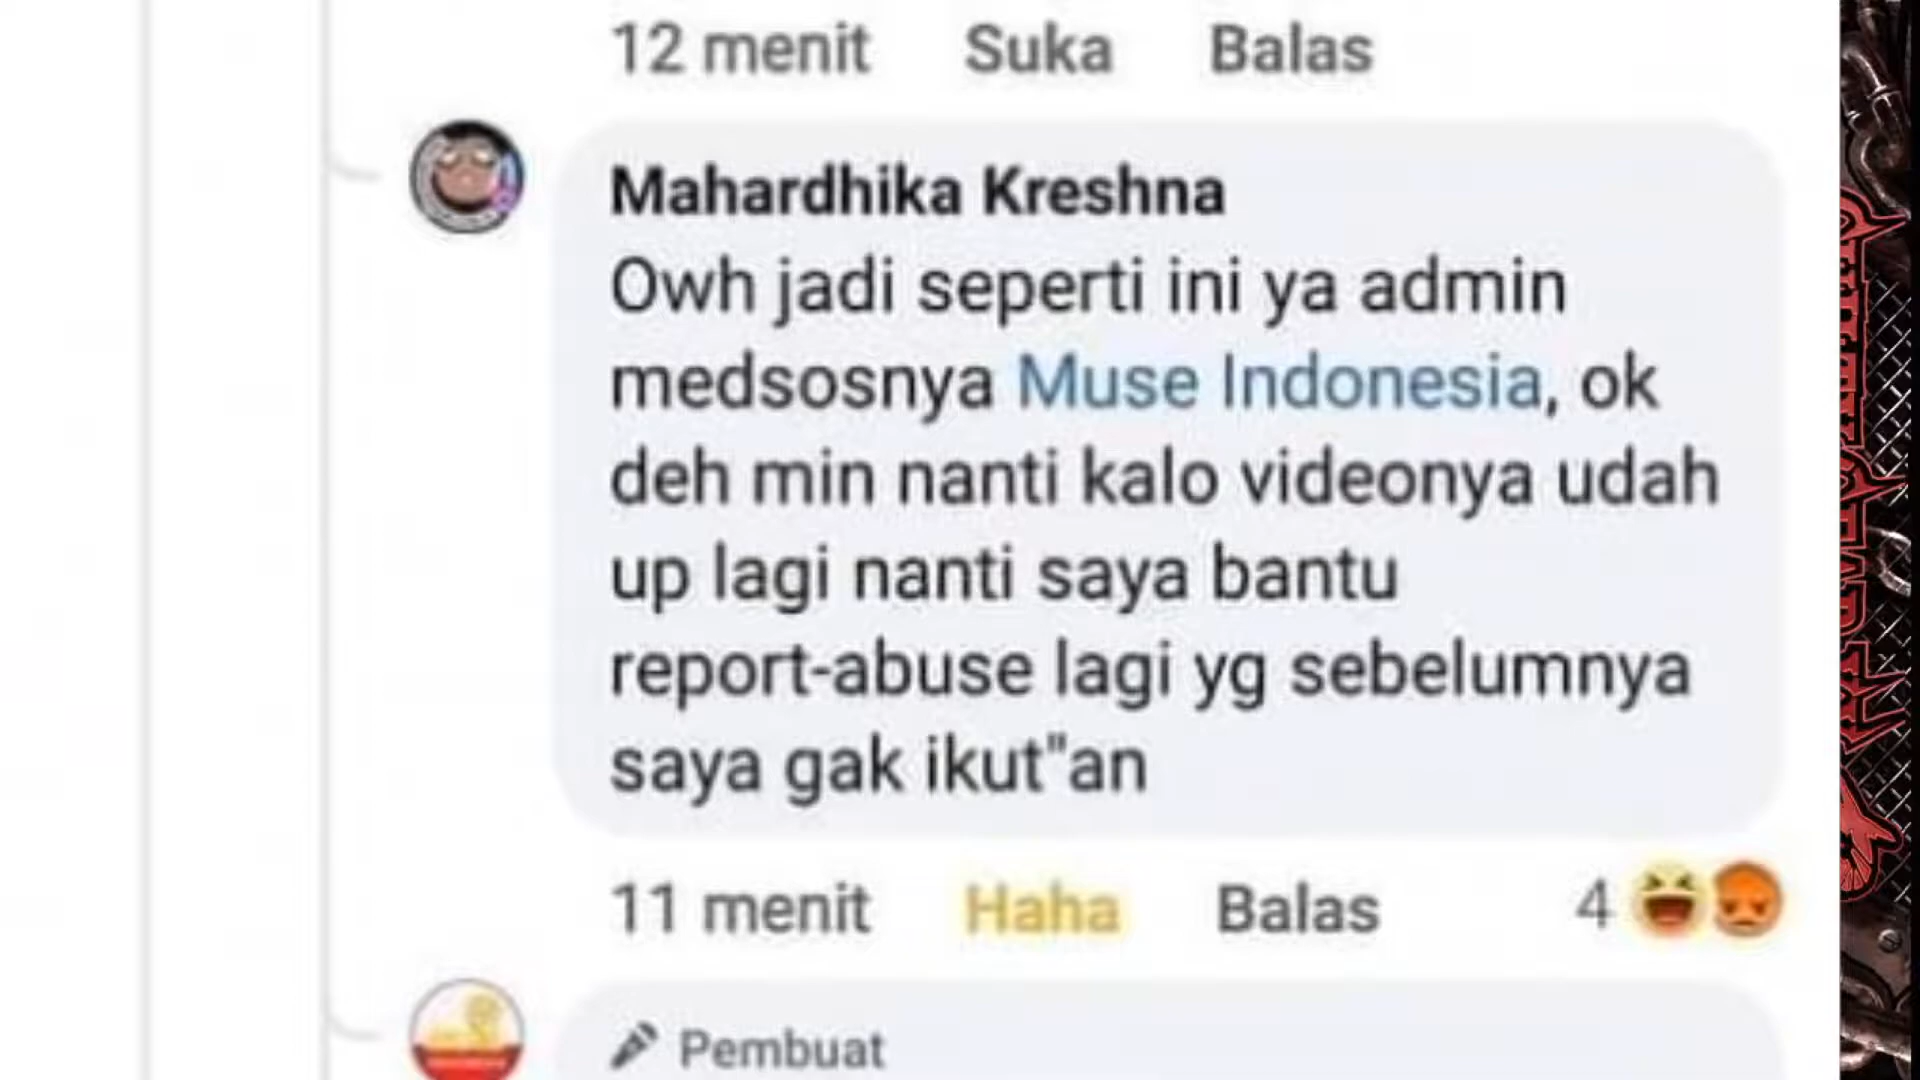 12 menit Suka Balas
Mahardhika Kreshna
Owh jadi seperti ini ya admin
medsosnya Muse Indonesia, ok
deh min nanti kalo videonya udah
up lagi nanti saya bantu
report-abuse lagi yg sebelumnya
saya gak ikut"an
11 menit Haha Balas 4
Pembuat